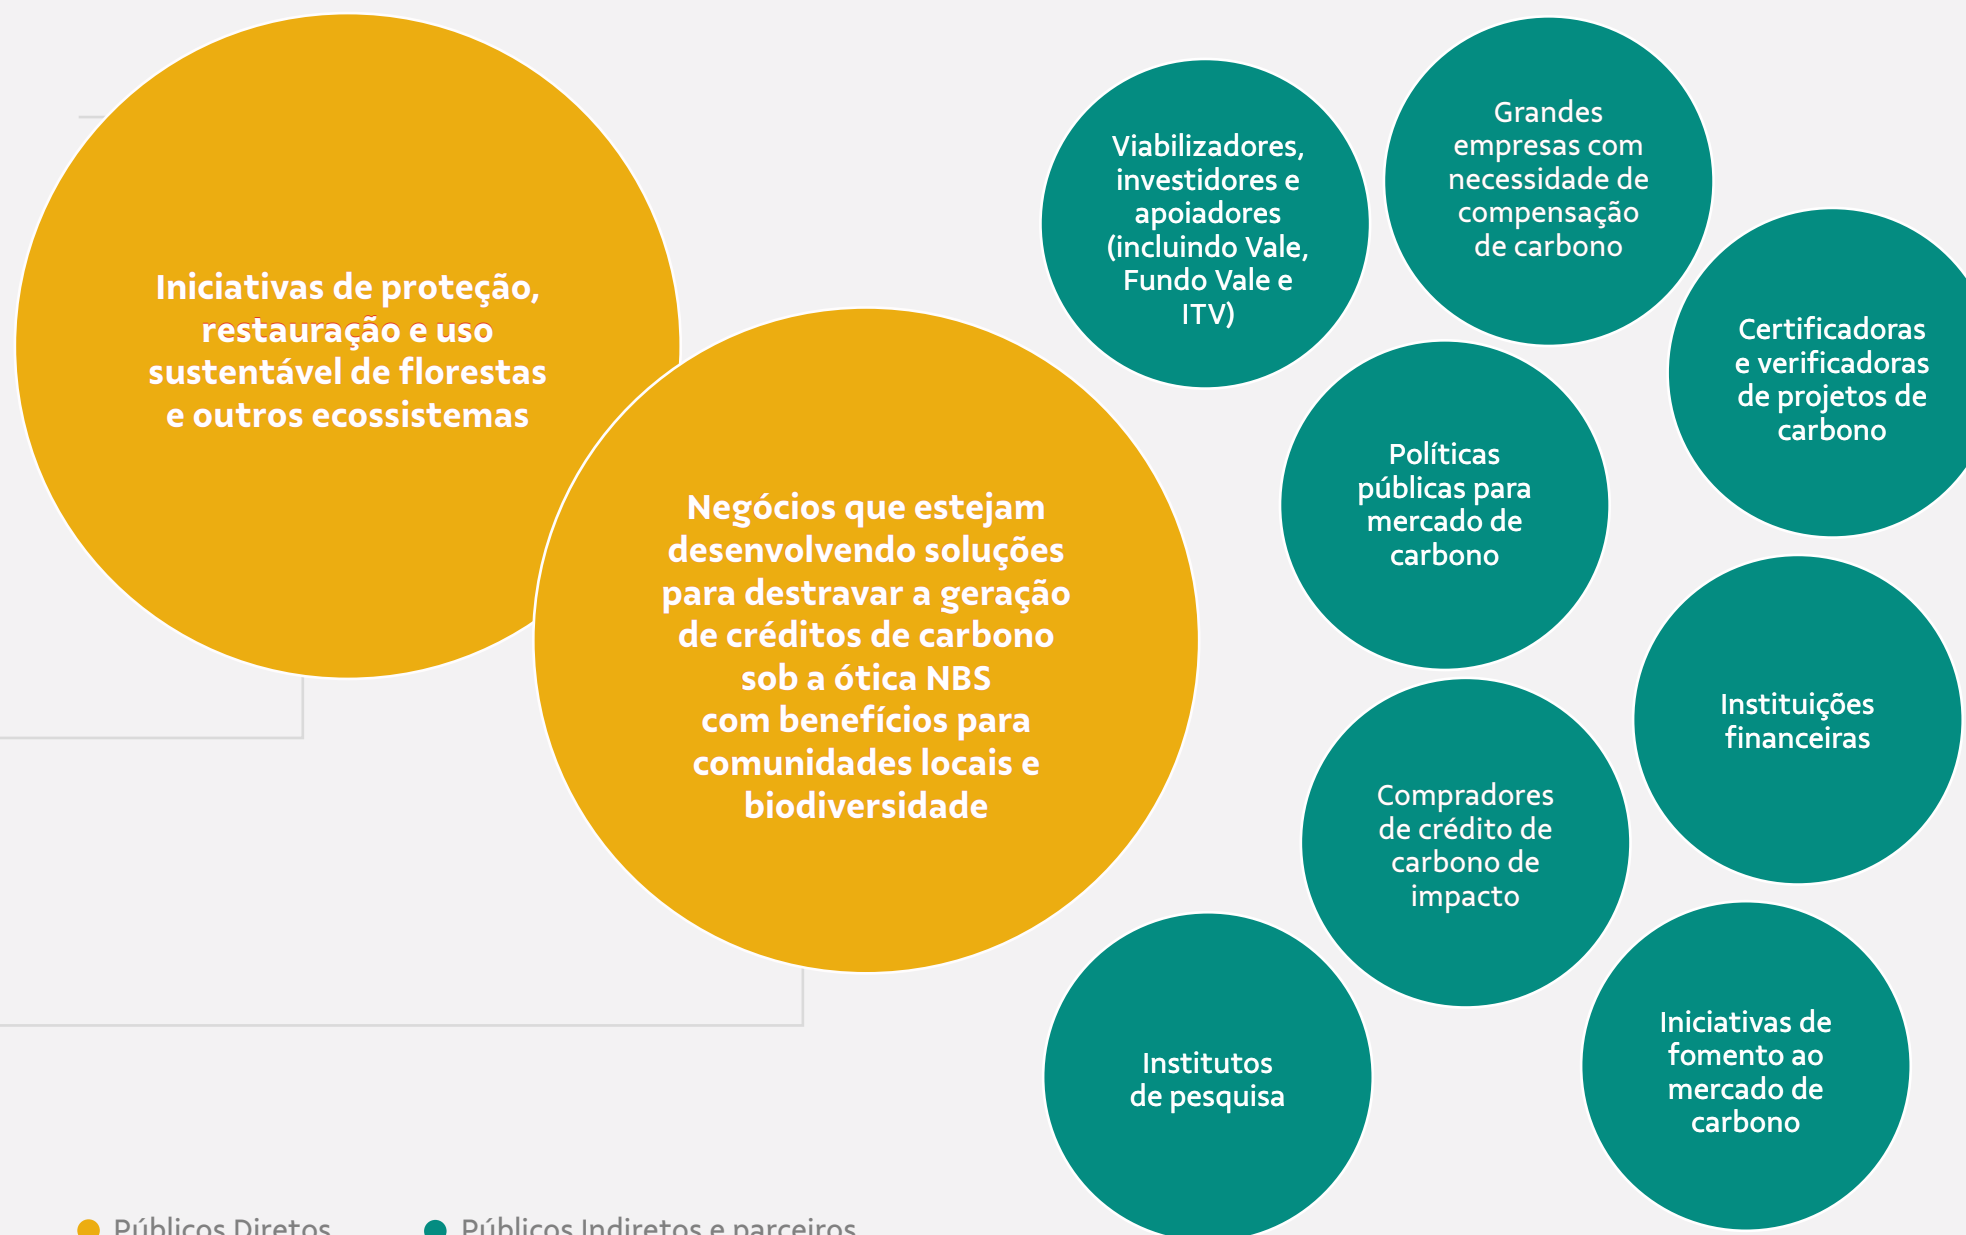 Iniciativas de proteção,
restauração e uso
sustentável de florestas
e outros ecossistemas
Negócios que estejam
desenvolvendo soluções
para destravar a geração
de créditos de carbono
sob a ótica NBS
com benefícios para
comunidades locais e
biodiversidade
Viabilizadores,
investidores e
apoiadores
(incluindo Vale,
Fundo Vale e
ITV)
Grandes
empresas com
necessidade de
compensação
de carbono
Certificadoras
e verificadoras
de projetos de
carbono
Políticas
públicas para
mercado de
carbono
Instituições
financeiras
Compradores
de crédito de
carbono de
impacto
Institutos
de pesquisa
Iniciativas de
fomento ao
mercado de
carbono
Públicos Diretos
Públicos Indiretos e parceiros